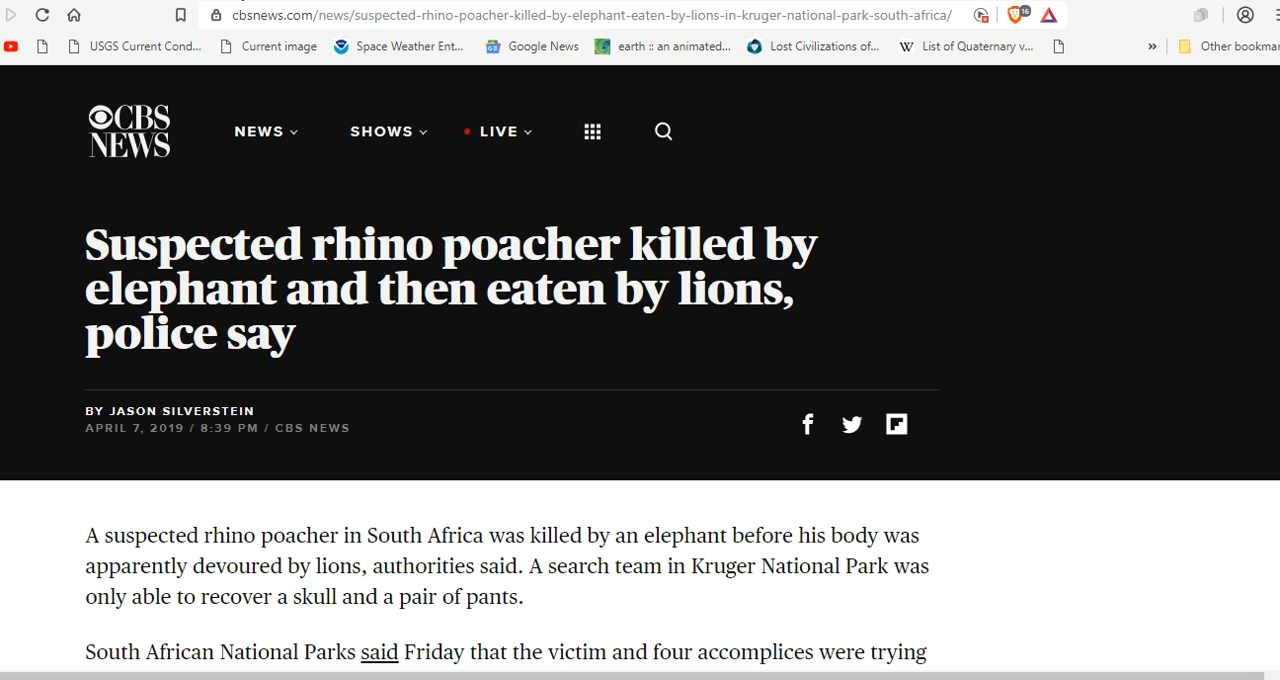 cbsnews.com/news/suspected-rhino-poacher-killed-by-elephant-eaten-by-lions-in-kruger-national-park-south-africa/
16
USGS Current Cond...
Current image
Space Weather Ent...
Google News
earth :: an animated...
Lost Civilizations of...
W List of Quaternary v...
»
Other bookmar
CBS
NEWS
NEWS
SHOWS
LIVE
Suspected rhino poacher killed by
elephant and then eaten by lions,
police say
BY JASON SILVERSTEIN
APRIL 7, 2019 / 8:39 PM / CBS NEWS
A suspected rhino poacher in South Africa was killed by an elephant before his body was
apparently devoured by lions, authorities said. A search team in Kruger National Park was
only able to recover a skull and a pair of pants.
South African National Parks said Friday that the victim and four accomplices were trying